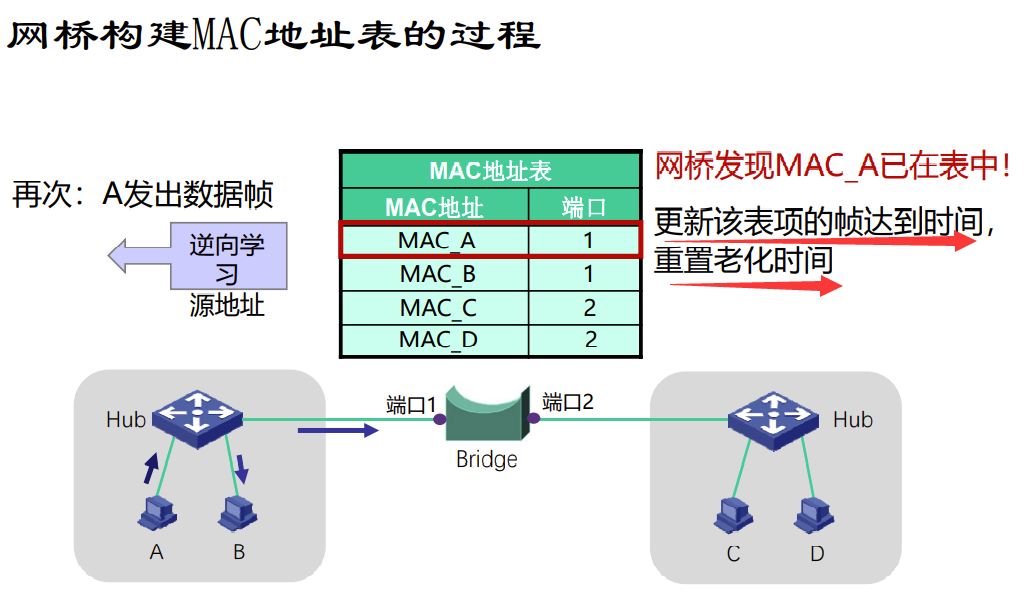 网桥构建MAC地址表的过程
再次：A发出数据帧
逆向学
习
源地址
MAC地址表
MAC地址 端口
MAC_A 1
MAC_B 1
MAC_C 2
MAC_D 2
网桥发现MAC_A已在表中！
更新该表项的帧达到时间，
重置老化时间
Hub
端口1
端口2
Hub
Bridge
A
B
C
D